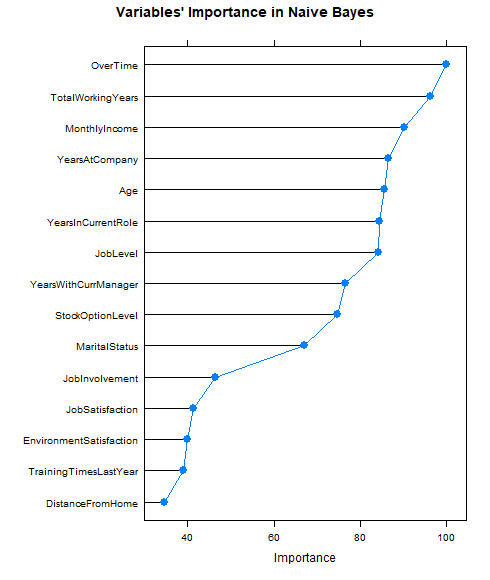 Variables' Importance in Naive Bayes
OverTime
TotalWorkingYears
MonthlyIncome
YearsAtCompany
Age
YearsInCurrentRole
JobLevel
YearsWithCurrManager
StockOptionLevel
MaritalStatus
JobInvolvement
JobSatisfaction
EnvironmentSatisfaction
TrainingTimesLastYear
DistanceFromHome
40 60 80 100
Importance